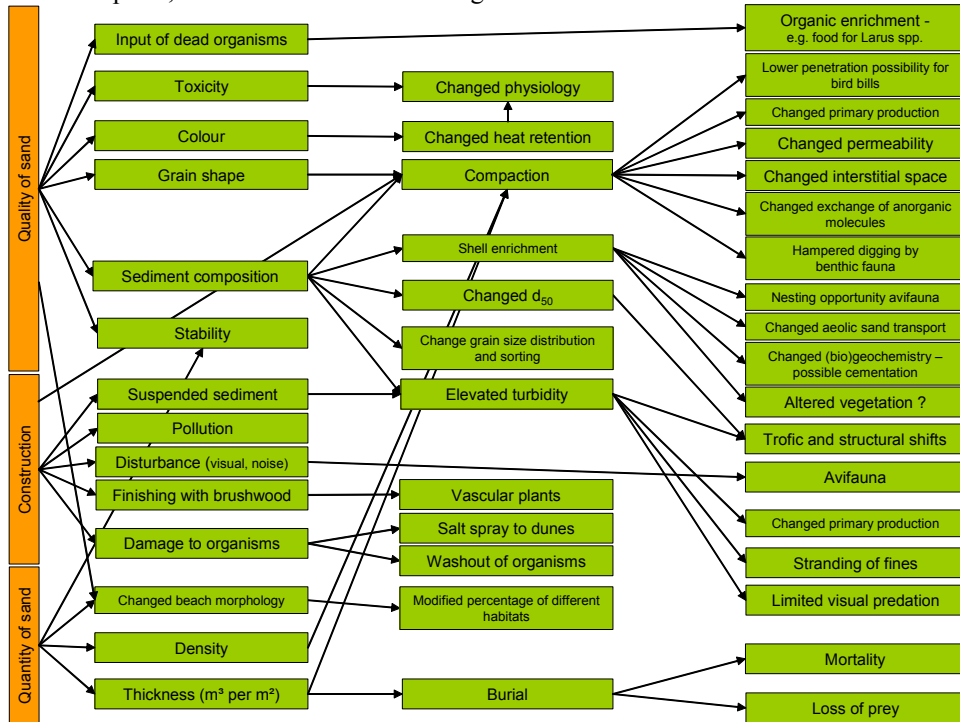 Quality of sand
Construction
Quantity of sand
Input of dead organisms
Toxicity
Colour
Grain shape
Sediment composition
Stability
Suspended sediment
Pollution
Disturbance (visual, noise)
Finishing with brushwood
Damage to organisms
Changed beach morphology
Density
Thickness (m³ per m²)
Changed physiology
Changed heat retention
Compaction
Shell enrichment
Changed d₅₀
Change grain size distribution
and sorting
Elevated turbidity
Vascular plants
Salt spray to dunes
Washout of organisms
Modified percentage of different
habitats
Burial
Organic enrichment -
e.g. food for Larus spp.
Lower penetration possibility for
bird bills
Changed primary production
Changed permeability
Changed interstitial space
Changed exchange of anorganic
molecules
Hampered digging by
benthic fauna
Nesting opportunity avifauna
Changed aeolic sand transport
Changed (bio)geochemistry –
possible cementation
Altered vegetation ?
Trofic and structural shifts
Avifauna
Changed primary production
Stranding of fines
Limited visual predation
Mortality
Loss of prey